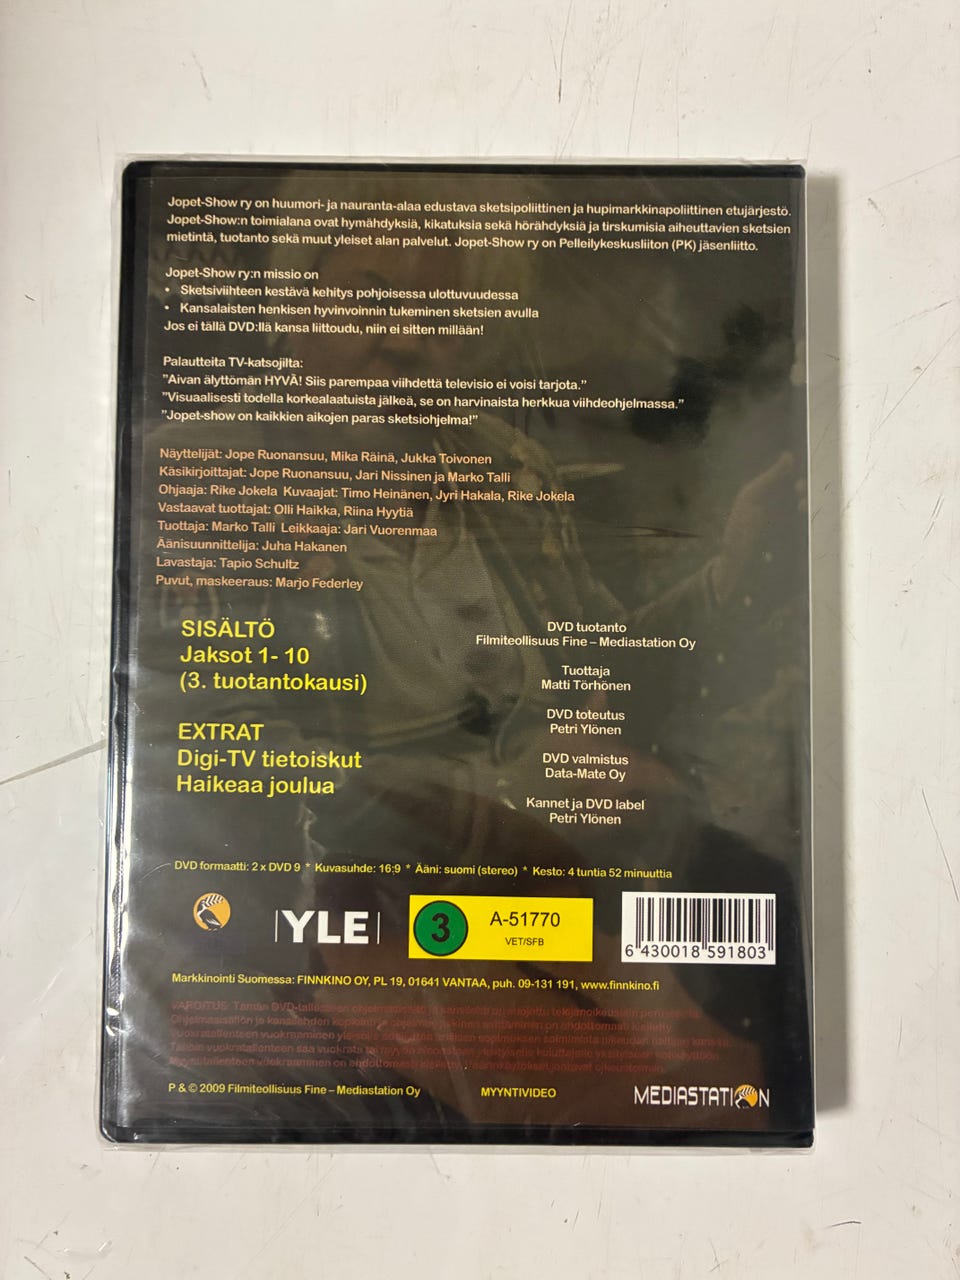 Jopet-Show ry on huumori- ja nauranta-alaa edustava sketsipoliittinen ja hupimarkkinapoliittinen etujärjestö.
Jopet-Show:n toimialana ovat hymähdyksiä, kikatuksia sekä hörähdyksiä ja tirskumisia aiheuttavien sketsien
mietintä, tuotanto sekä muut yleiset alan palvelut. Jopet-Show ry on Pelleilykeskusliiton (PK) jäsenliitto.
Jopet-Show ry:n missio on
• Sketsiviihteen kestävä kehitys pohjoisessa ulottuvuudessa
• Kansalaisten henkisen hyvinvoinnin tukeminen sketsien avulla
Jos ei tällä DVD:llä kansa liittoudu, niin ei sitten millään!
Palautteita TV-katsojilta:
"Aivan älyttömän HYVÄ! Siis parempaa viihdettä televisio ei voisi tarjota."
"Visuaalisesti todella korkealaatuista jälkeä, se on harvinaista herkkua viihdeohjelmassa."
"Jopet-show on kaikkien aikojen paras sketsiohjelma!"
Näyttelijät: Jope Ruonansuu, Mika Räinä, Jukka Toivonen
Käsikirjoittajat: Jope Ruonansuu, Jari Nissinen ja Marko Talli
Ohjaaja: Rike Jokela Kuvaajat: Timo Heinänen, Jyri Hakala, Rike Jokela
Vastaavat tuottajat: Olli Haikka, Riina Hyytiä
Tuottaja: Marko Talli Leikkaaja: Jari Vuorenmaa
Äänisuunnittelija: Juha Hakanen
Lavastaja: Tapio Schultz
Puvut, maskeeraus: Marjo Federley
SISÄLTÖ
Jaksot 1- 10
(3. tuotantokausi)
EXTRAT
Digi-TV tietoiskut
Haikeaa joulua
DVD tuotanto
Filmiteollisuus Fine – Mediastation Oy
Tuottaja
Matti Törhönen
DVD toteutus
Petri Ylönen
DVD valmistus
Data-Mate Oy
Kannet ja DVD label
Petri Ylönen
DVD formaatti: 2 x DVD 9 * Kuvasuhde: 16:9 * Ääni: suomi (stereo) * Kesto: 4 tuntia 52 minuuttia
YLE
3
A-51770
VET/SFB
6 430018 591803
Markkinointi Suomessa: FINNKINO OY, PL 19, 01641 VANTAA, puh. 09-131 191, www.finnkino.fi
VAROITUS: Tämän DVD-tallenteen
P & © 2009 Filmiteollisuus Fine – Mediastation Oy
MYYNTIVIDEO
MEDIASTATION